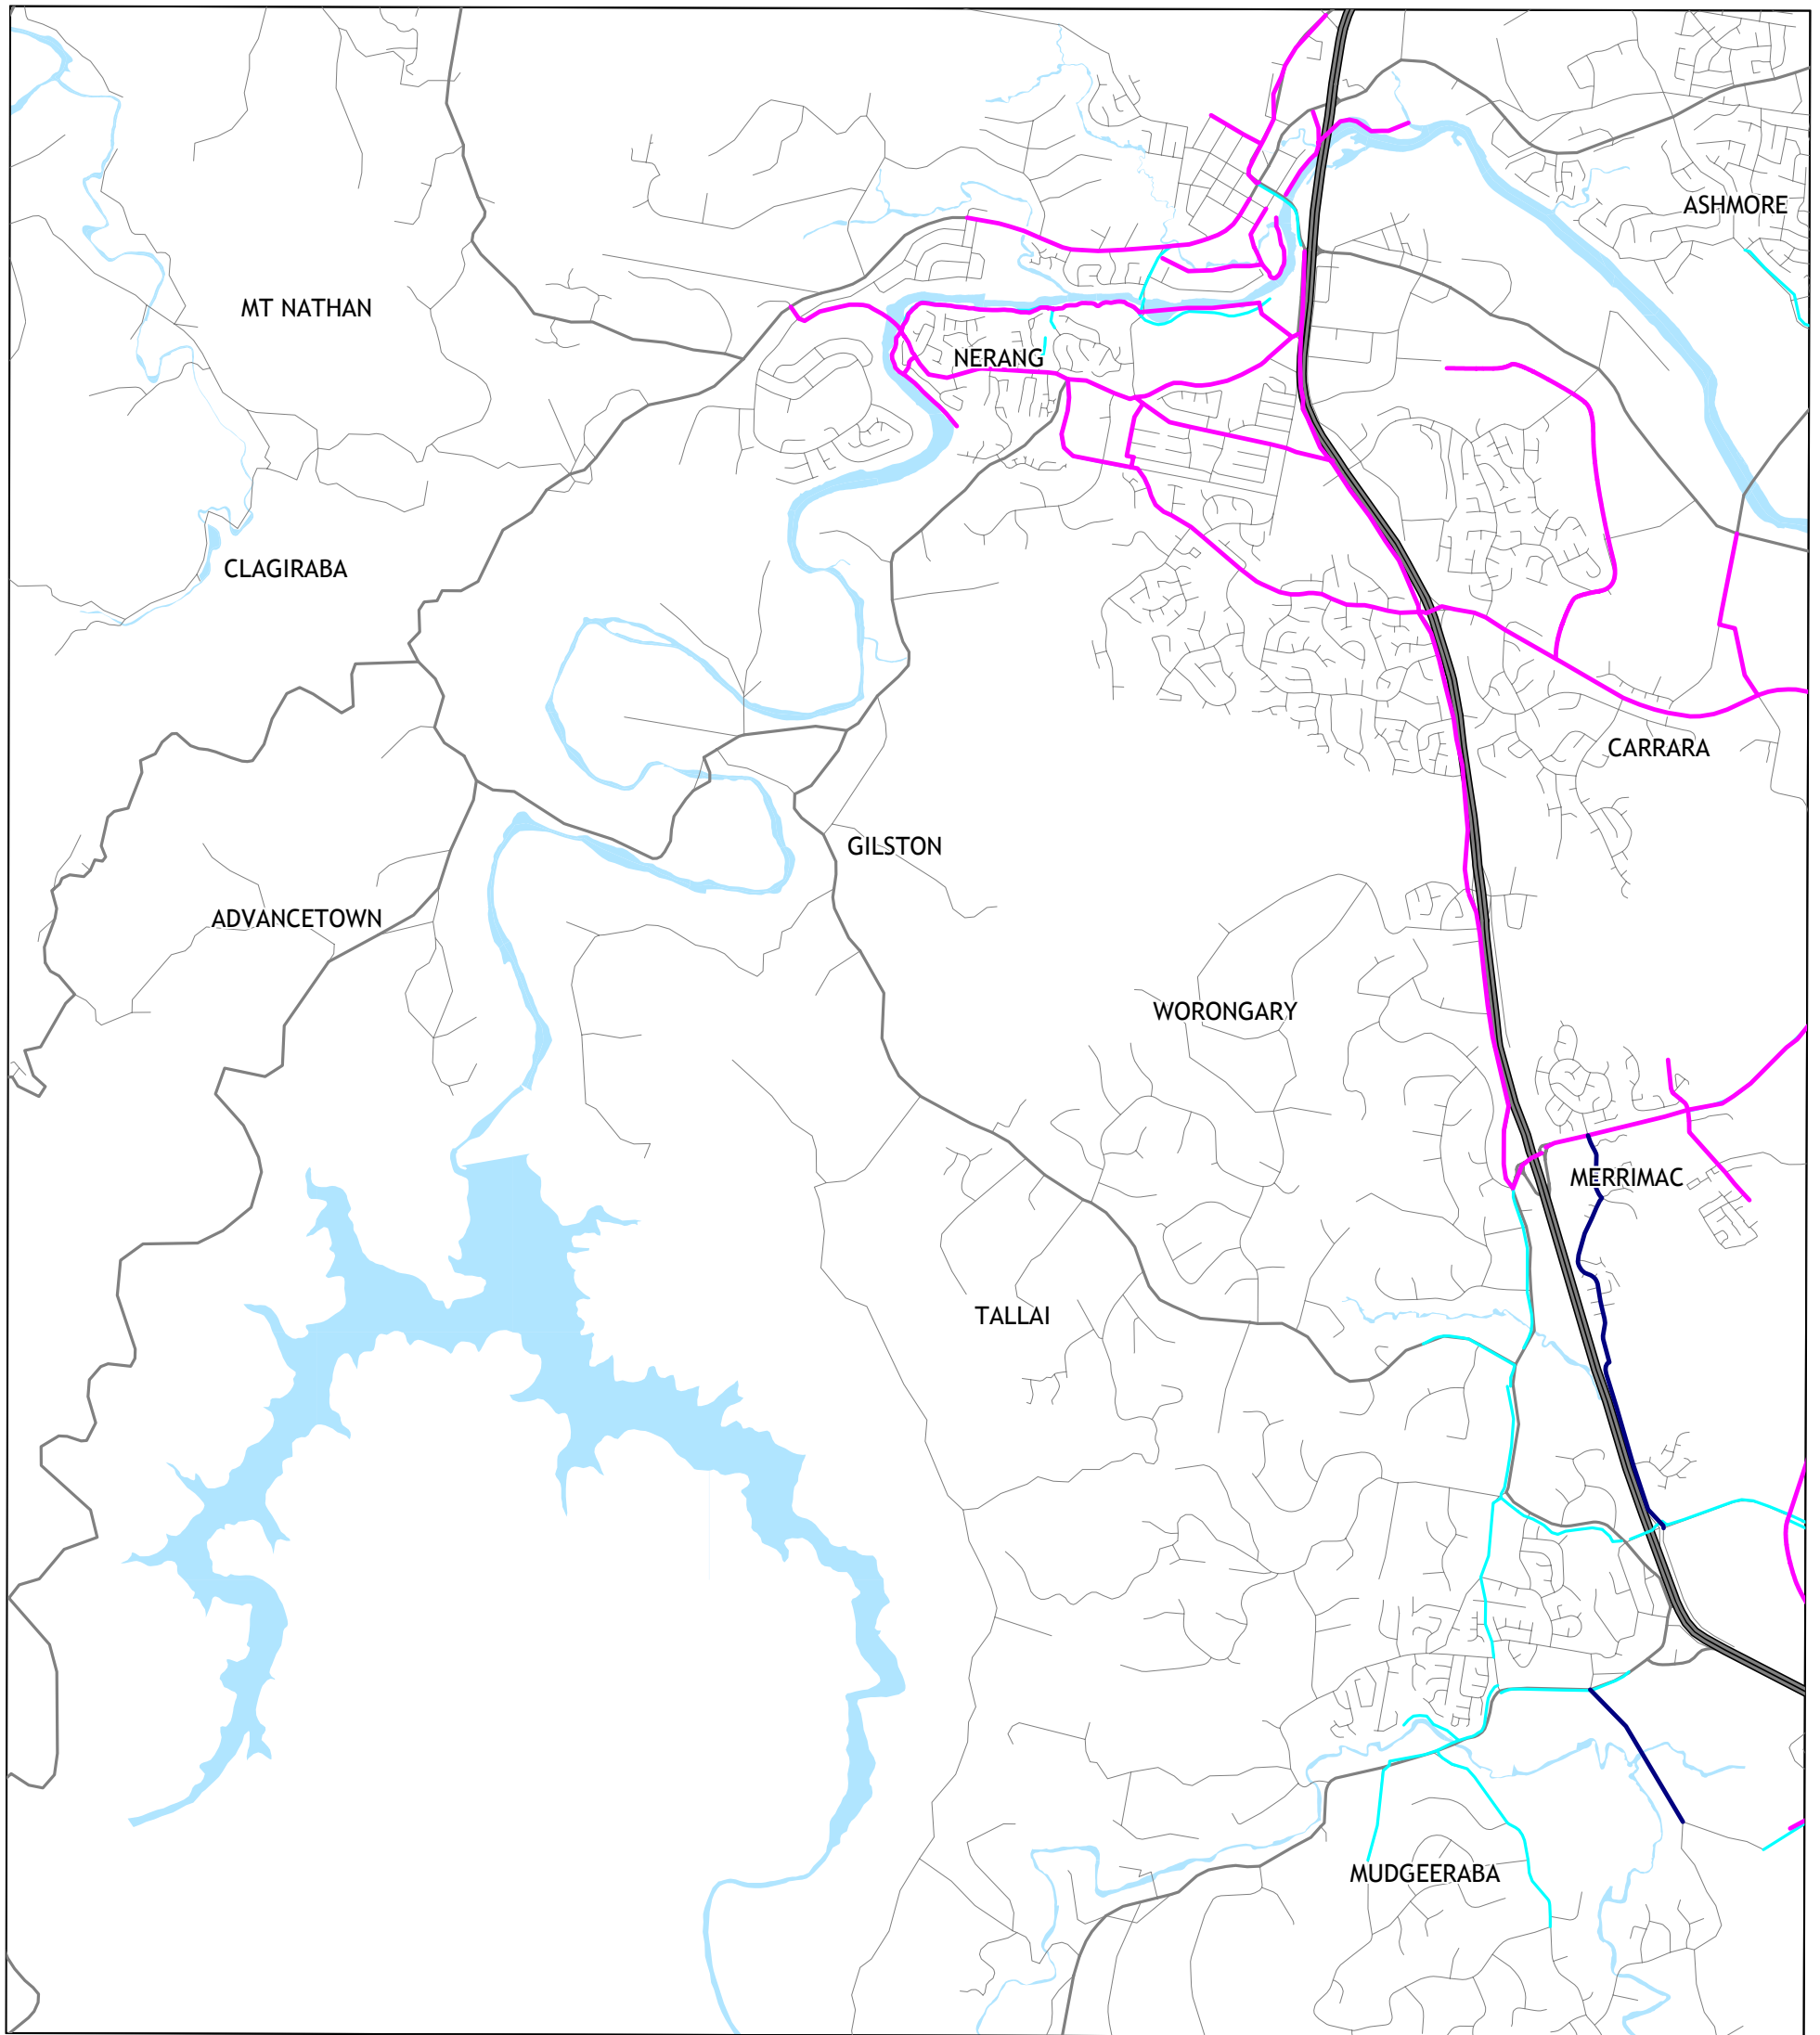 ASHMORE
MT NATHAN
NERANG
CLAGIRABA
CARRARA
GILSTON
ADVANCETOWN
WORONGARY
MERRIMAC
TALLAI
MUDGEERABA